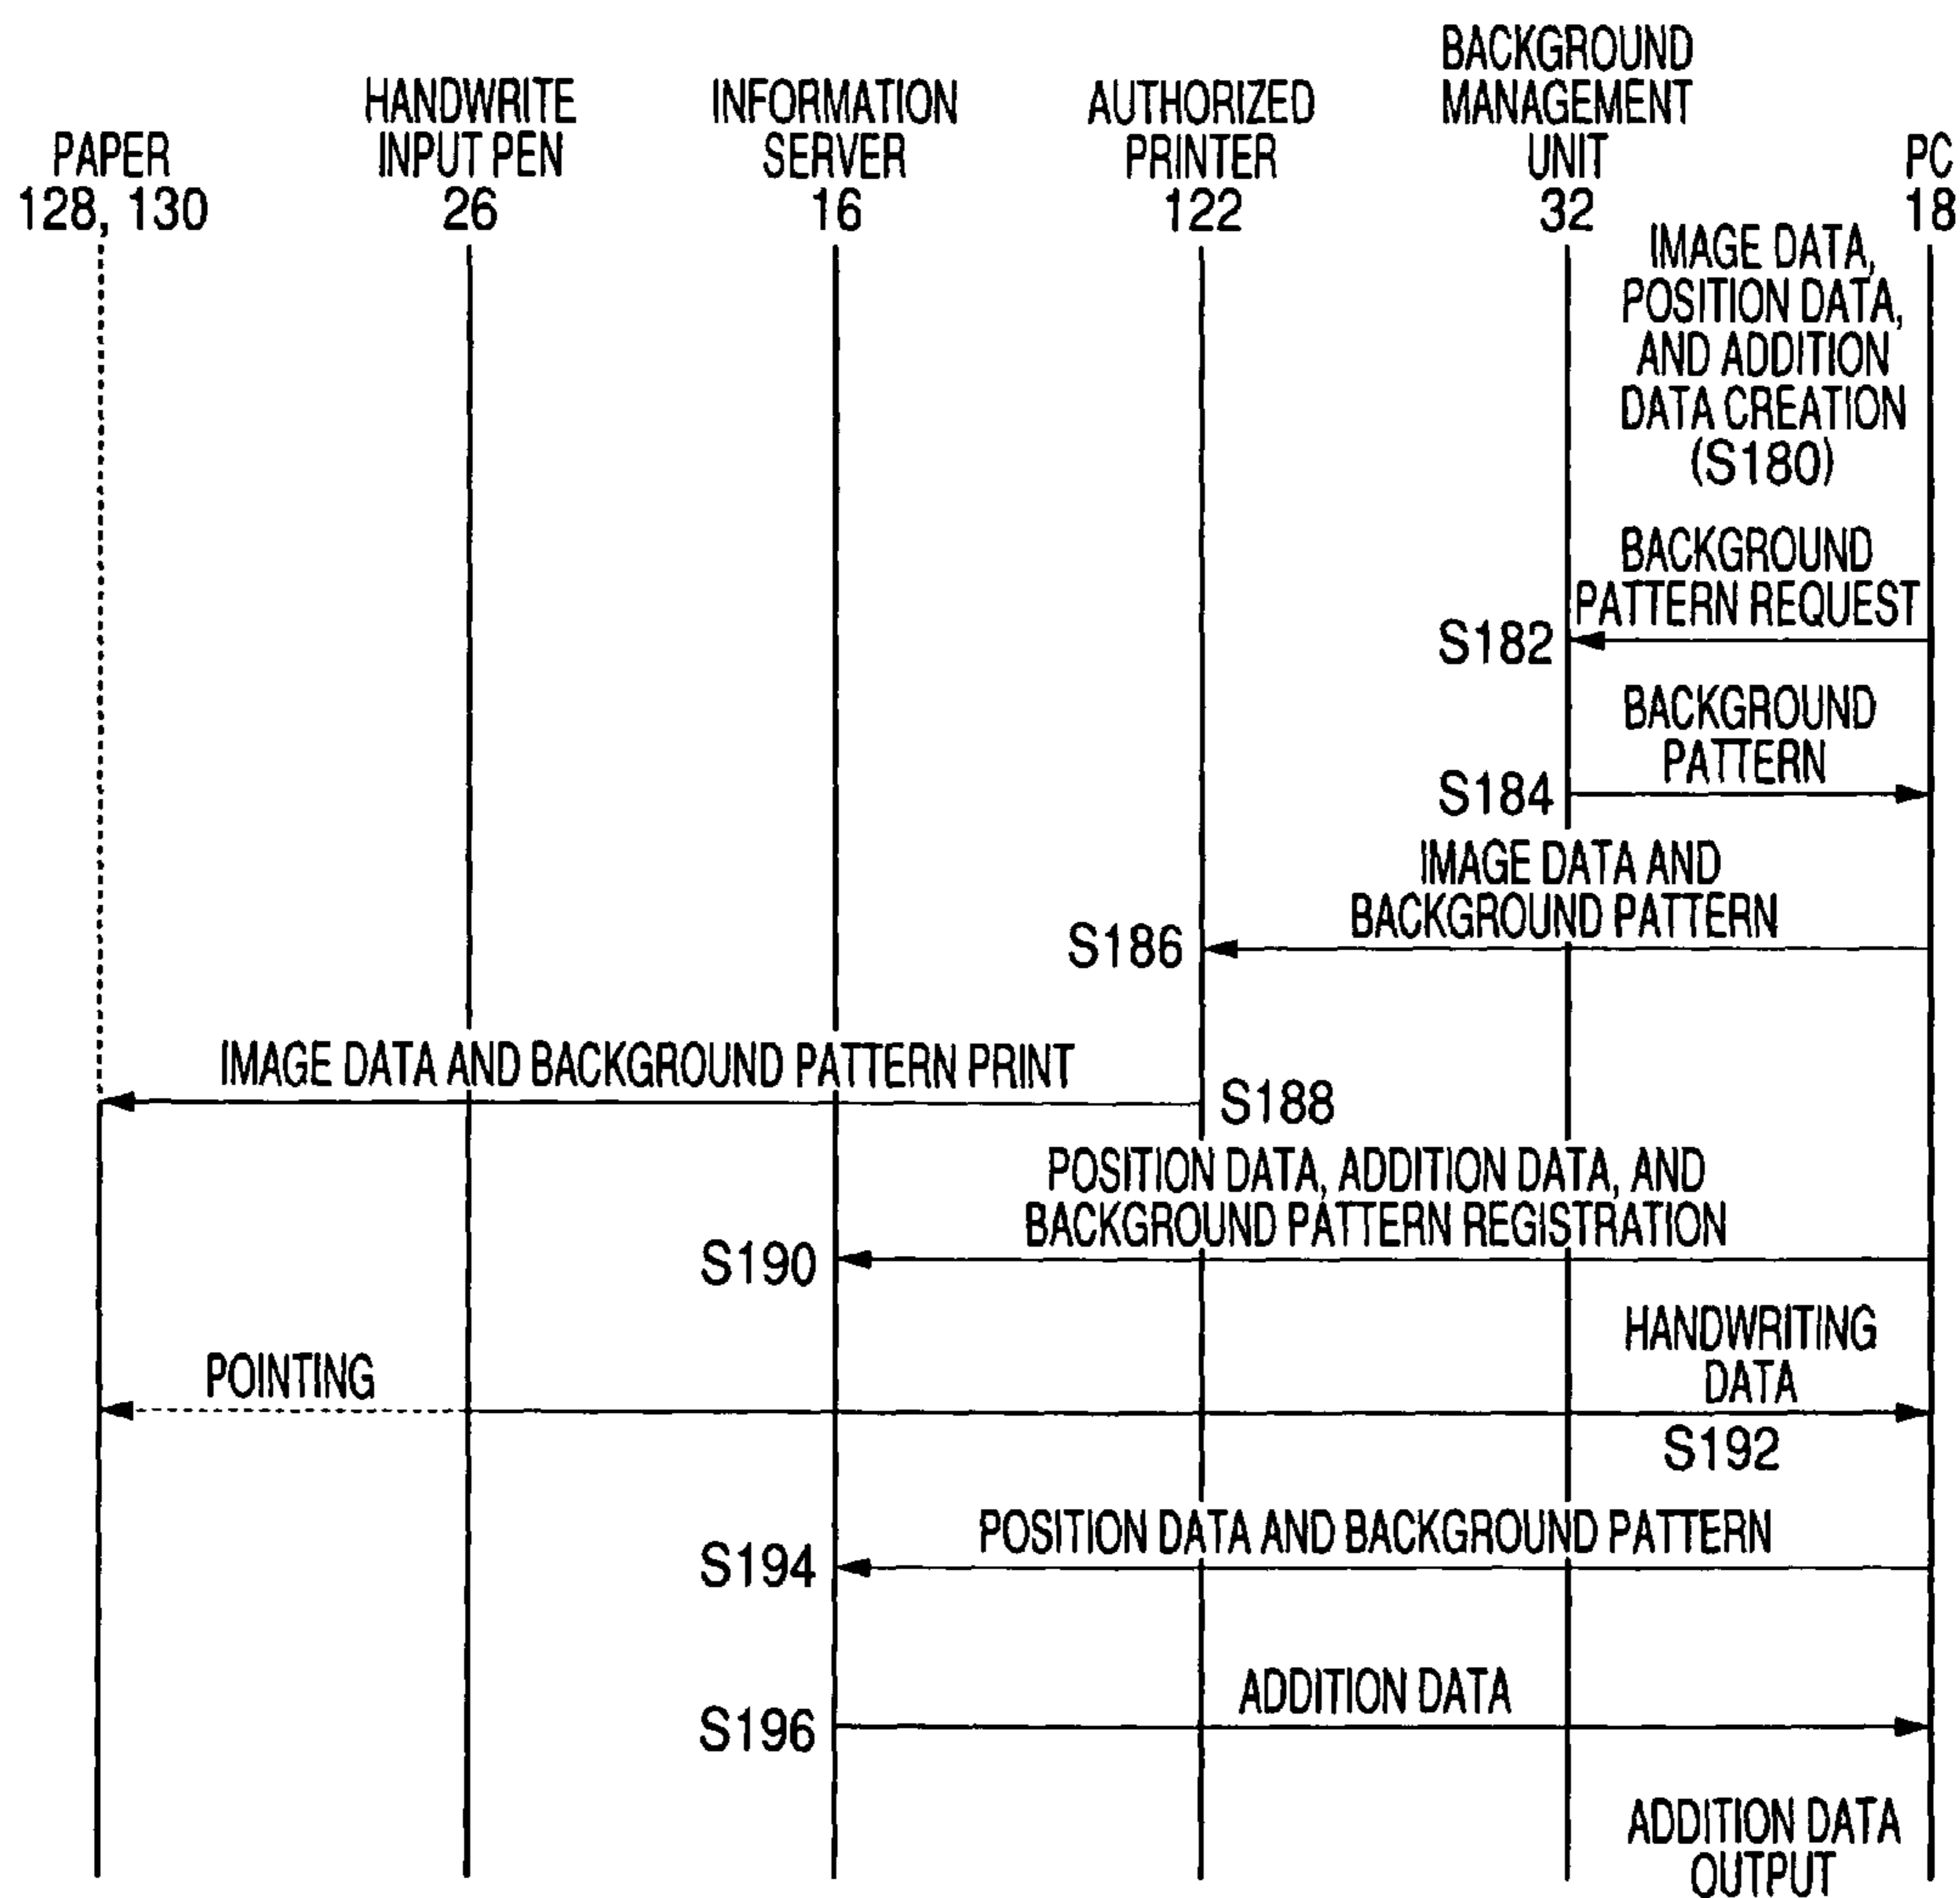 PAPER
128, 130
HANDWRITE
INPUT PEN
26
INFORMATION
SERVER
16
AUTHORIZED
PRINTER
122
BACKGROUND
MANAGEMENT
UNIT
32
PC
18
IMAGE DATA,
POSITION DATA,
AND ADDITION
DATA CREATION
(S180)
BACKGROUND
PATTERN REQUEST
S182
BACKGROUND
PATTERN
S184
IMAGE DATA AND
BACKGROUND PATTERN
S186
IMAGE DATA AND BACKGROUND PATTERN PRINT
S188
POSITION DATA, ADDITION DATA, AND
BACKGROUND PATTERN REGISTRATION
S190
POINTING
HANDWRITING
DATA
S192
POSITION DATA AND BACKGROUND PATTERN
S194
ADDITION DATA
S196
ADDITION DATA
OUTPUT